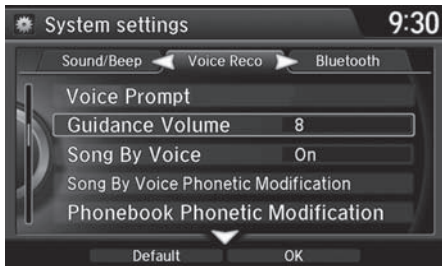 System settings 9:30
Sound/Beep Voice Reco Bluetooth
Voice Prompt
Guidance Volume 8
Song By Voice On
Song By Voice Phonetic Modification
Phonebook Phonetic Modification
Default OK